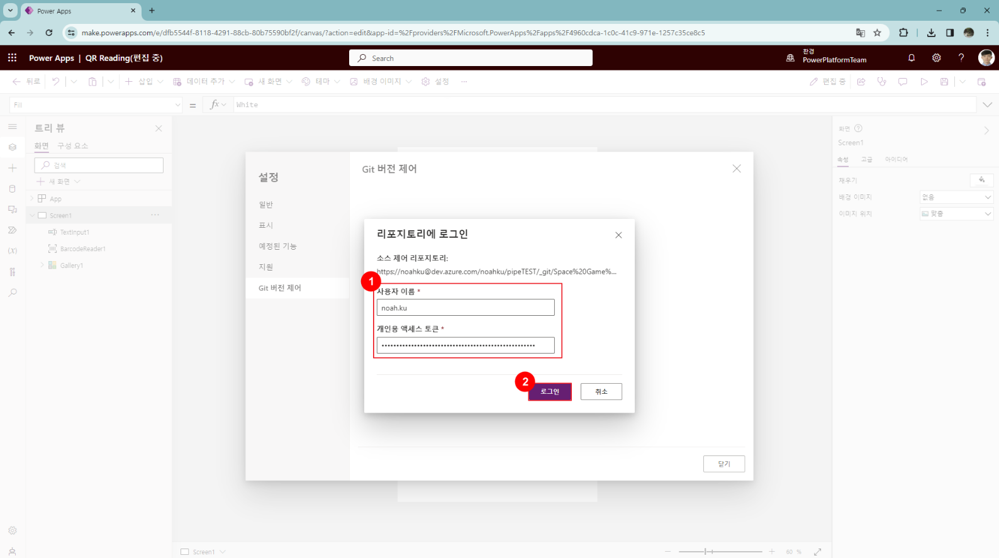 Power Apps
make.powerapps.com/e/dfb5544f-8118-4291-88cb-80b75590bf2f/canvas/?action=edit&app-id=%2Fproviders%2FMicrosoft.PowerApps%2Fapps%2F4960cdca-1c0c-41c9-971e-1257c35ce8c5
Power Apps | QR Reading(편집 중)
Search
환경
PowerPlatformTeam
뒤로
삽입
데이터 추가
새 화면
테마
배경 이미지
설정
편집 중
Fill
=
fx
White
트리 뷰
화면
구성 요소
검색
새 화면
App
Screen1
TextInput1
BarcodeReader1
Gallery1
설정
일반
표시
예정된 기능
지원
Git 버전 제어
Git 버전 제어
리포지토리에 로그인
소스 제어 리포지토리:
https://noahku@dev.azure.com/noahku/pipeTEST/_git/Space%20Game%...
1
사용자 이름 *
noah.ku
개인용 액세스 토큰 *
2
로그인
취소
닫기
화면
Screen1
속성
고급
아이디어
채우기
배경 이미지
없음
이미지 위치
맞춤
Screen1
60 %